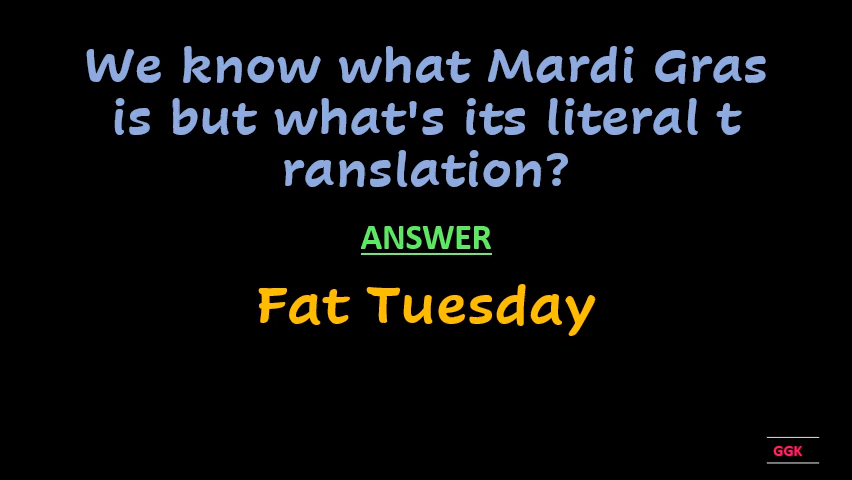 We know what Mardi Gras
is but what's its literal t
ranslation?
ANSWER
Fat Tuesday
GGK